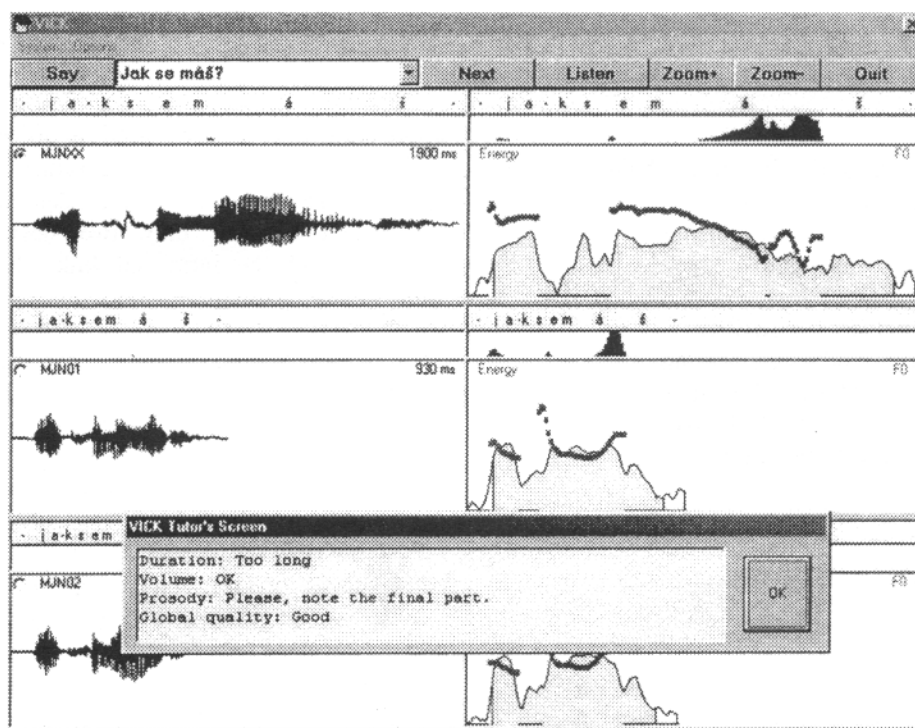 VICK
System Options
Say Jak se máš? Next Listen Zoom+ Zoom- Quit
- j a - k s e m á š - - j a k s e m á š -
MJNXX 1900 ms Energy F0
- j a-k s e m á š - - j a-k s e m á š -
MJN01 930 ms Energy F0
- j a-k s e m
VICK Tutor's Screen
Duration: Too long
Volume: OK
Prosody: Please, note the final part.
Global quality: Good
OK
MJN02 F0